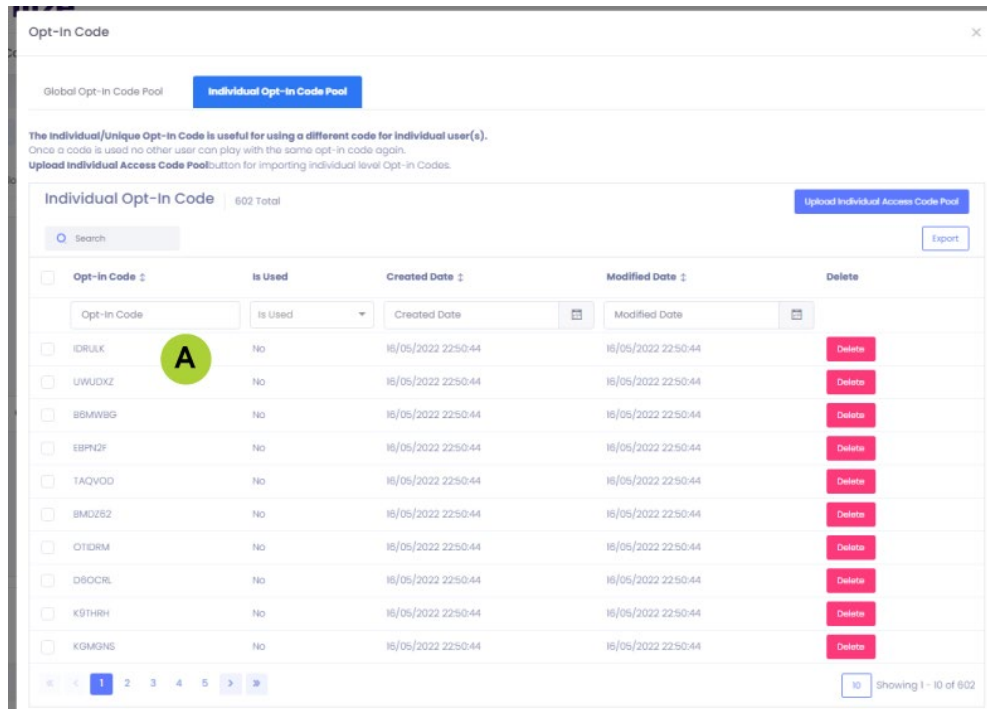 Opt-In Code
Global Opt-In Code Pool Individual Opt-In Code Pool
The Individual/Unique Opt-In Code is useful for using a different code for individual user(s).
Once a code is used no other user can play with the same opt-in code again.
Upload Individual Access Code Pool button for importing individual level Opt-in Codes.
Individual Opt-In Code 602 Total Upload Individual Access Code Pool
Search Export
Opt-in Code Is Used Created Date Modified Date Delete
Opt-In Code Is Used Created Date Modified Date
IDRULK No 16/05/2022 22:50:44 16/05/2022 22:50:44 Delete
A
UWUDXZ No 16/05/2022 22:50:44 16/05/2022 22:50:44 Delete
B6MWBG No 16/05/2022 22:50:44 16/05/2022 22:50:44 Delete
EBPN2F No 16/05/2022 22:50:44 16/05/2022 22:50:44 Delete
TAQVOD No 16/05/2022 22:50:44 16/05/2022 22:50:44 Delete
BMDZ62 No 16/05/2022 22:50:44 16/05/2022 22:50:44 Delete
OTIDRM No 16/05/2022 22:50:44 16/05/2022 22:50:44 Delete
D6OCRL No 16/05/2022 22:50:44 16/05/2022 22:50:44 Delete
K9THRH No 16/05/2022 22:50:44 16/05/2022 22:50:44 Delete
KGMGNS No 16/05/2022 22:50:44 16/05/2022 22:50:44 Delete
1 2 3 4 5 10 Showing 1 - 10 of 602